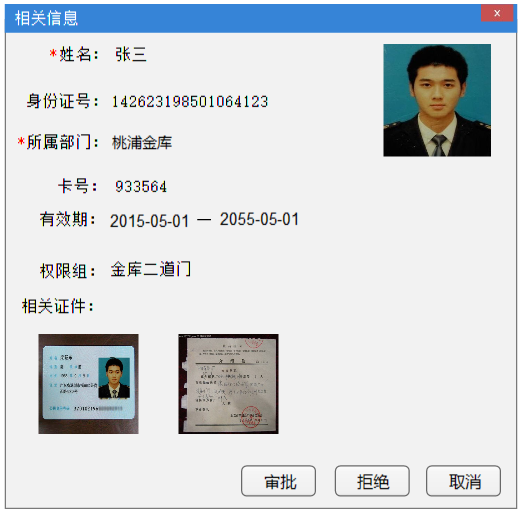 相关信息 x
*姓名： 张三
身份证号：142623198501064123
*所属部门：桃浦金库
卡号： 933564
有效期： 2015-05-01 — 2055-05-01
权限组： 金库二道门
相关证件：
审批 拒绝 取消